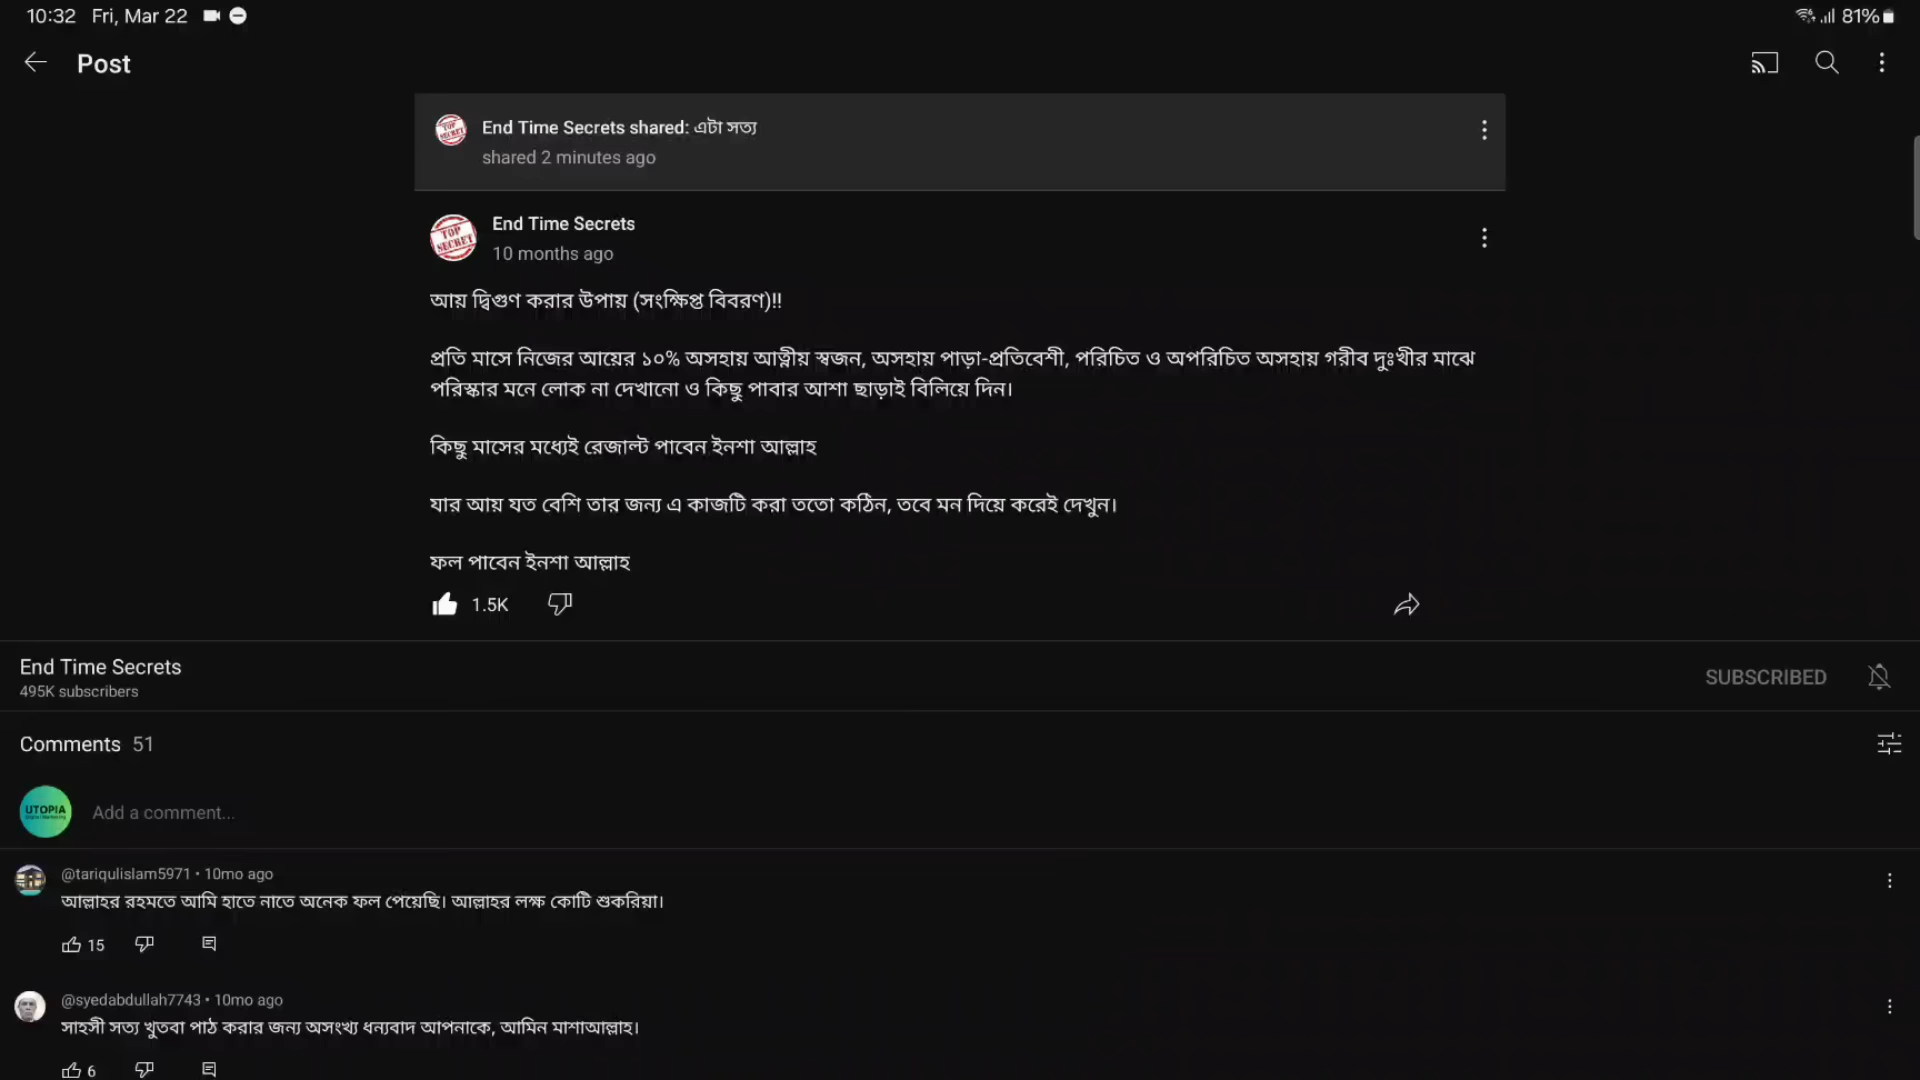 10:32 Fri, Mar 22
81%
Post
End Time Secrets shared: এটা সত্য
shared 2 minutes ago
TOP SECRET
End Time Secrets
10 months ago
আয় দ্বিগুণ করার উপায় (সংক্ষিপ্ত বিবরণ)!!
প্রতি মাসে নিজের আয়ের ১০% অসহায় আত্নীয় স্বজন, অসহায় পাড়া-প্রতিবেশী, পরিচিত ও অপরিচিত অসহায় গরীব দুঃখীর মাঝে
পরিস্কার মনে লোক না দেখানো ও কিছু পাবার আশা ছাড়াই বিলিয়ে দিন।
কিছু মাসের মধ্যেই রেজাল্ট পাবেন ইনশা আল্লাহ
যার আয় যত বেশি তার জন্য এ কাজটি করা ততো কঠিন, তবে মন দিয়ে করেই দেখুন।
ফল পাবেন ইনশা আল্লাহ
1.5K
End Time Secrets
495K subscribers
SUBSCRIBED
Comments 51
UTOPIA
Add a comment...
@tariqulislam5971 • 10mo ago
আল্লাহর রহমতে আমি হাতে নাতে অনেক ফল পেয়েছি। আল্লাহর লক্ষ কোটি শুকরিয়া।
15
@syedabdullah7743 • 10mo ago
সাহসী সত্য খুতবা পাঠ করার জন্য অসংখ্য ধন্যবাদ আপনাকে, আমিন মাশাআল্লাহ।
6